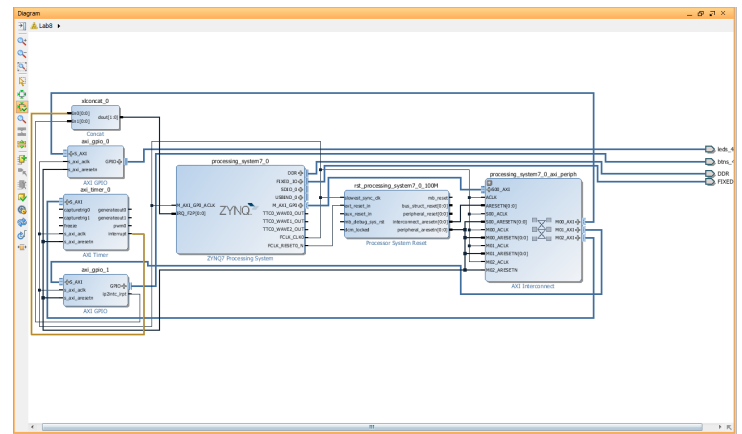 Diagram
Lab8
xlconcat_0
In0[0:0]
In1[0:0]
dout[1:0]
Concat
axi_gpio_0
S_AXI
s_axi_aclk
s_axi_aresetn
GPIO
AXI GPIO
axi_timer_0
S_AXI
capturetrig0
capturetrig1
freeze
s_axi_aclk
s_axi_aresetn
generateout0
generateout1
pwm0
interrupt
AXI Timer
axi_gpio_1
S_AXI
s_axi_aclk
s_axi_aresetn
GPIO
ip2intc_irpt
AXI GPIO
processing_system7_0
M_AXI_GP0_ACLK
IRQ_F2P[0:0]
ZYNQ
DDR
FIXED_IO
SDIO_0
USBIND_0
M_AXI_GP0
TTC0_WAVE0_OUT
TTC0_WAVE1_OUT
TTC0_WAVE2_OUT
FCLK_CLK0
FCLK_RESET0_N
ZYNQ7 Processing System
rst_processing_system7_0_100M
slowest_sync_clk
ext_reset_in
aux_reset_in
mb_debug_sys_rst
dcm_locked
mb_reset
bus_struct_reset[0:0]
peripheral_reset[0:0]
interconnect_aresetn[0:0]
peripheral_aresetn[0:0]
Processor System Reset
processing_system7_0_axi_periph
S00_AXI
ACLK
ARESETN[0:0]
S00_ACLK
S00_ARESETN[0:0]
M00_ACLK
M00_ARESETN[0:0]
M01_ACLK
M01_ARESETN
M02_ACLK
M02_ARESETN
M00_AXI
M01_AXI
M02_AXI
AXI Interconnect
leds_4
btns_4
DDR
FIXED